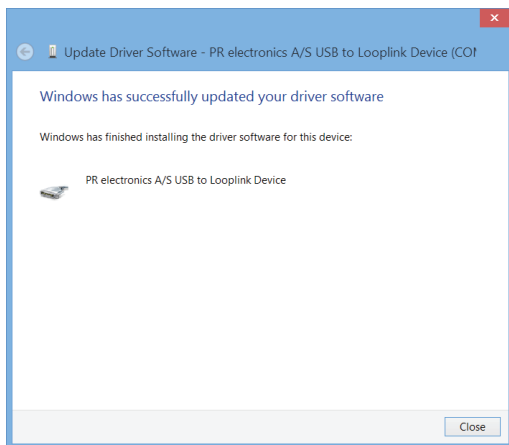 Update Driver Software - PR electronics A/S USB to Looplink Device (COM
Windows has successfully updated your driver software
Windows has finished installing the driver software for this device:
PR electronics A/S USB to Looplink Device
Close